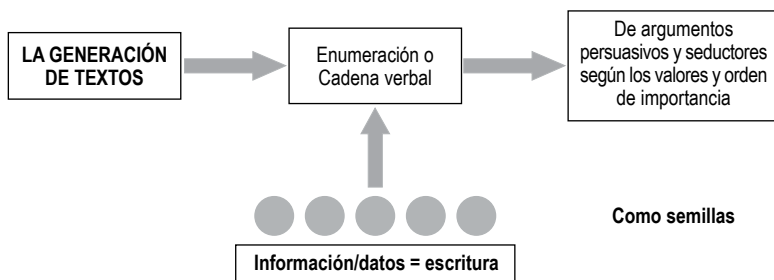 LA GENERACIÓN
DE TEXTOS
Enumeración o
Cadena verbal
De argumentos
persuasivos y seductores
según los valores y orden
de importancia
Como semillas
Información/datos = escritura